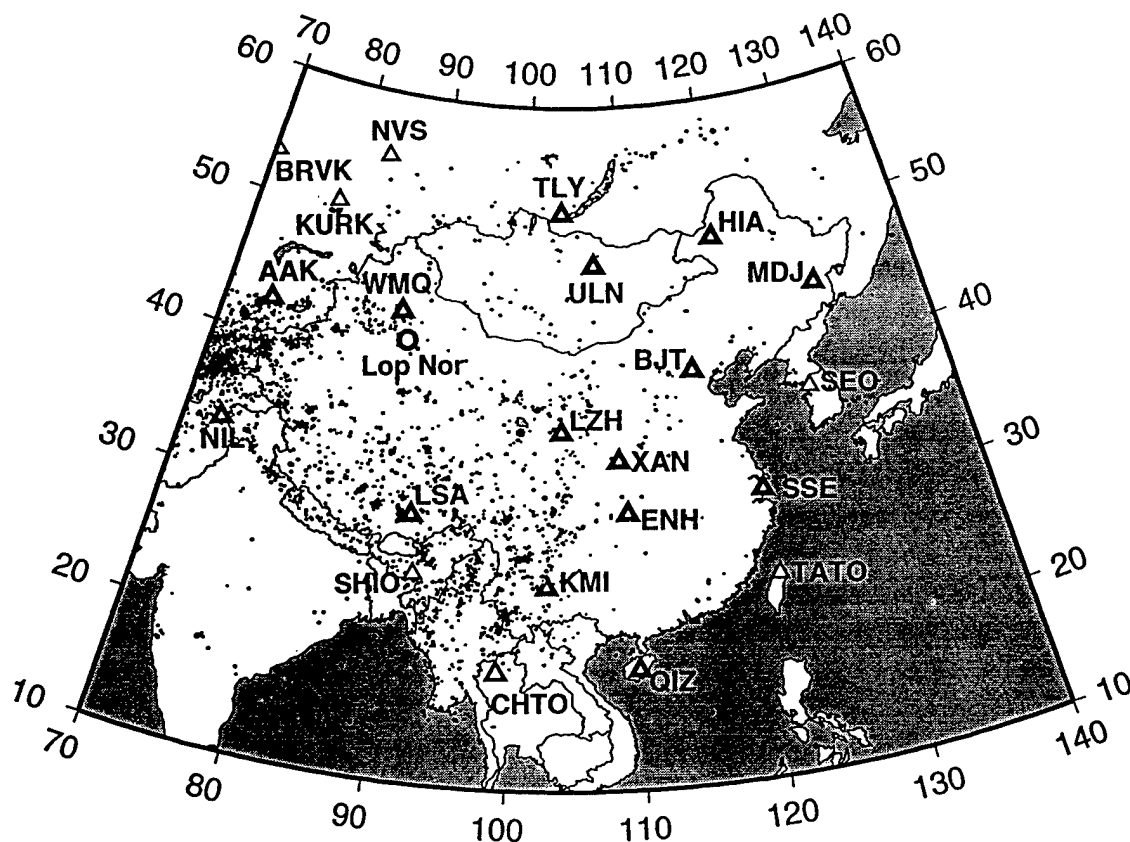 70 80 90 100 110 120 130 140
60 60
NVS
BRVK
50 50
TLY
KURK
HIA
AAK
WMQ
ULN
MDJ
40 40
Lop Nor
BJT
SEO
LZH
30 30
NIL
XAN
LSA
SSE
ENH
20 20
SHIO
KMI
TATO
QIZ
CHTO
10 10
70 80 90 100 110 120 130 140